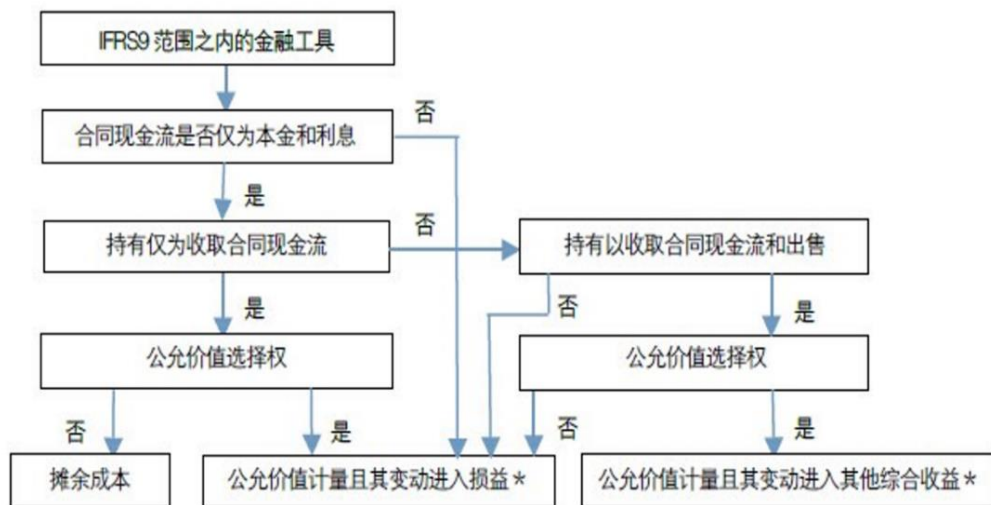 IFRS9 范围之内的金融工具
否
合同现金流是否仅为本金和利息
是
持有仅为收取合同现金流
否
持有以收取合同现金流和出售
是
否
是
公允价值选择权
公允价值选择权
否
是
否
是
摊余成本
公允价值计量且其变动进入损益*
公允价值计量且其变动进入其他综合收益*